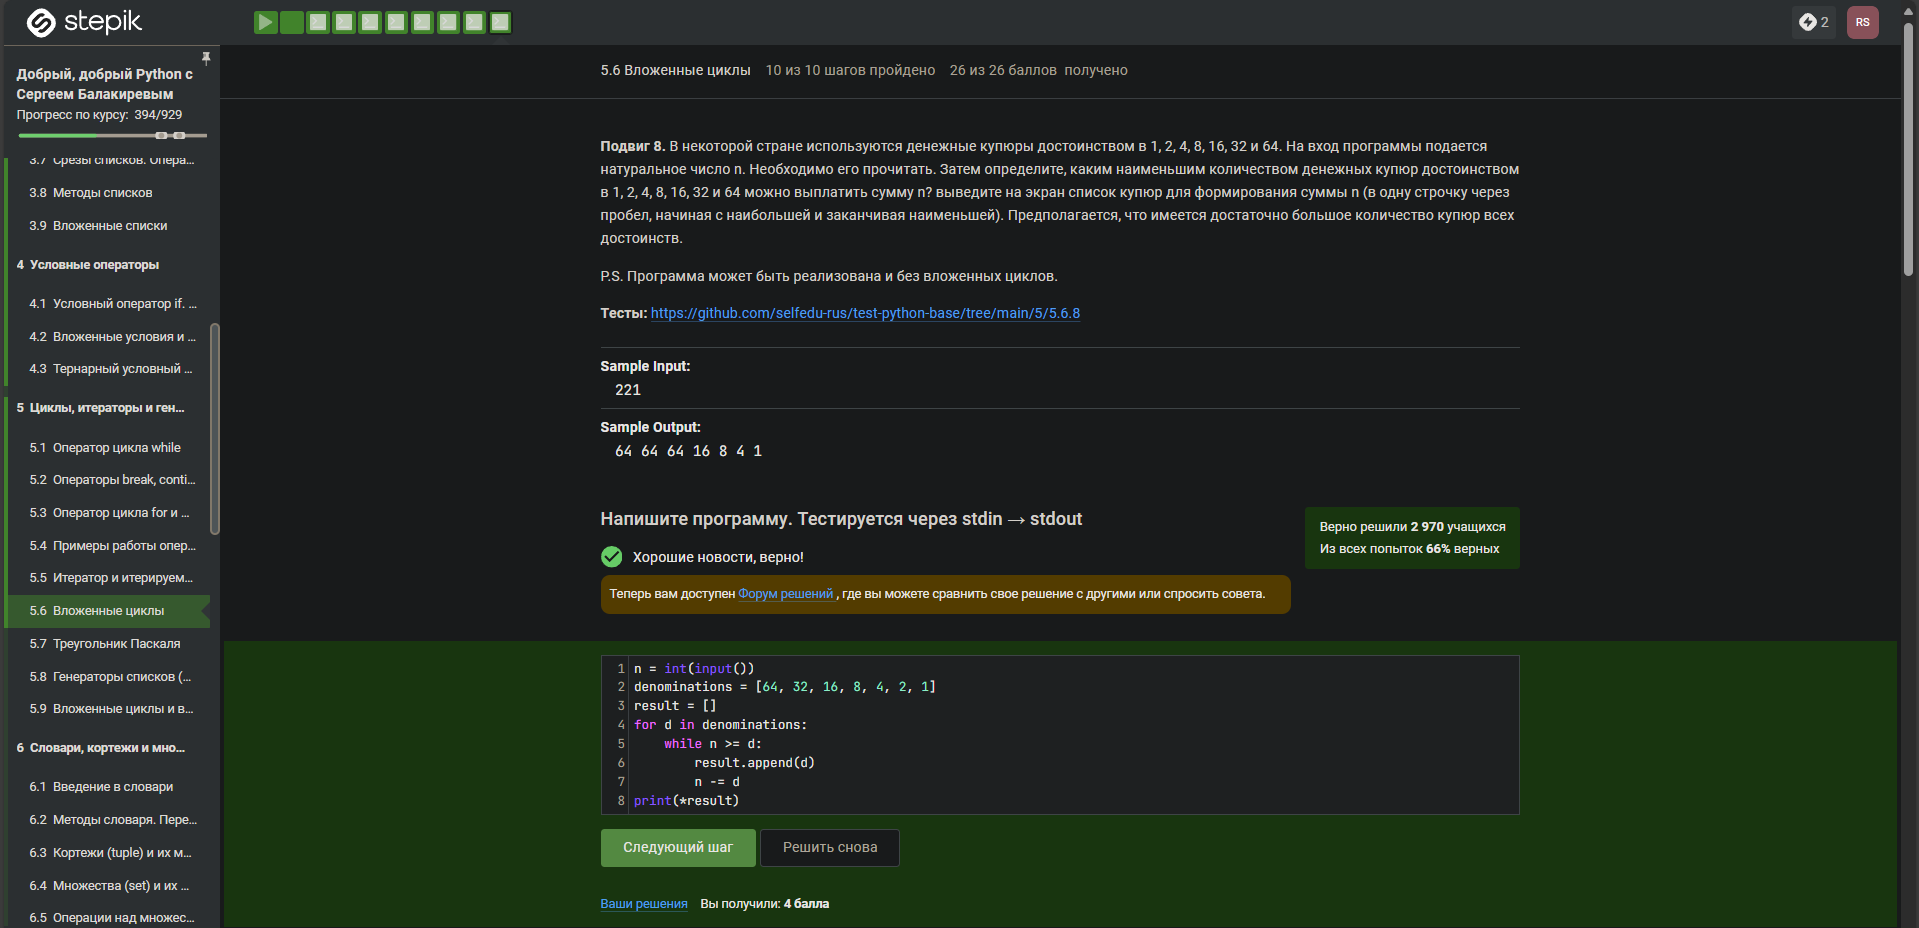 stepik
2
RS
Добрый, добрый Python с
Сергеем Балакиревым
Прогресс по курсу: 394/929
3.7 Срезы списков. Опера...
3.8 Методы списков
3.9 Вложенные списки
4 Условные операторы
4.1 Условный оператор if. ...
4.2 Вложенные условия и ...
4.3 Тернарный условный ...
5 Циклы, итераторы и ген...
5.1 Оператор цикла while
5.2 Операторы break, conti...
5.3 Оператор цикла for и ...
5.4 Примеры работы опер...
5.5 Итератор и итерируем...
5.6 Вложенные циклы
5.7 Треугольник Паскаля
5.8 Генераторы списков (...
5.9 Вложенные циклы и в...
6 Словари, кортежи и мно...
6.1 Введение в словари
6.2 Методы словаря. Пере...
6.3 Кортежи (tuple) и их м...
6.4 Множества (set) и их ...
6.5 Операции над множес...
5.6 Вложенные циклы 10 из 10 шагов пройдено 26 из 26 баллов получено
Подвиг 8. В некоторой стране используются денежные купюры достоинством в 1, 2, 4, 8, 16, 32 и 64. На вход программы подается
натуральное число n. Необходимо его прочитать. Затем определите, каким наименьшим количеством денежных купюр достоинством
в 1, 2, 4, 8, 16, 32 и 64 можно выплатить сумму n? выведите на экран список купюр для формирования суммы n (в одну строчку через
пробел, начиная с наибольшей и заканчивая наименьшей). Предполагается, что имеется достаточно большое количество купюр всех
достоинств.
P.S. Программа может быть реализована и без вложенных циклов.
Тесты: https://github.com/selfedu-rus/test-python-base/tree/main/5/5.6.8
Sample Input:
221
Sample Output:
64 64 64 16 8 4 1
Напишите программу. Тестируется через stdin → stdout
Верно решили 2 970 учащихся
Из всех попыток 66% верных
Хорошие новости, верно!
Теперь вам доступен Форум решений , где вы можете сравнить свое решение с другими или спросить совета.
1 n = int(input())
2 denominations = [64, 32, 16, 8, 4, 2, 1]
3 result = []
4 for d in denominations:
5     while n >= d:
6         result.append(d)
7         n -= d
8 print(*result)
Следующий шаг
Решить снова
Ваши решения Вы получили: 4 балла